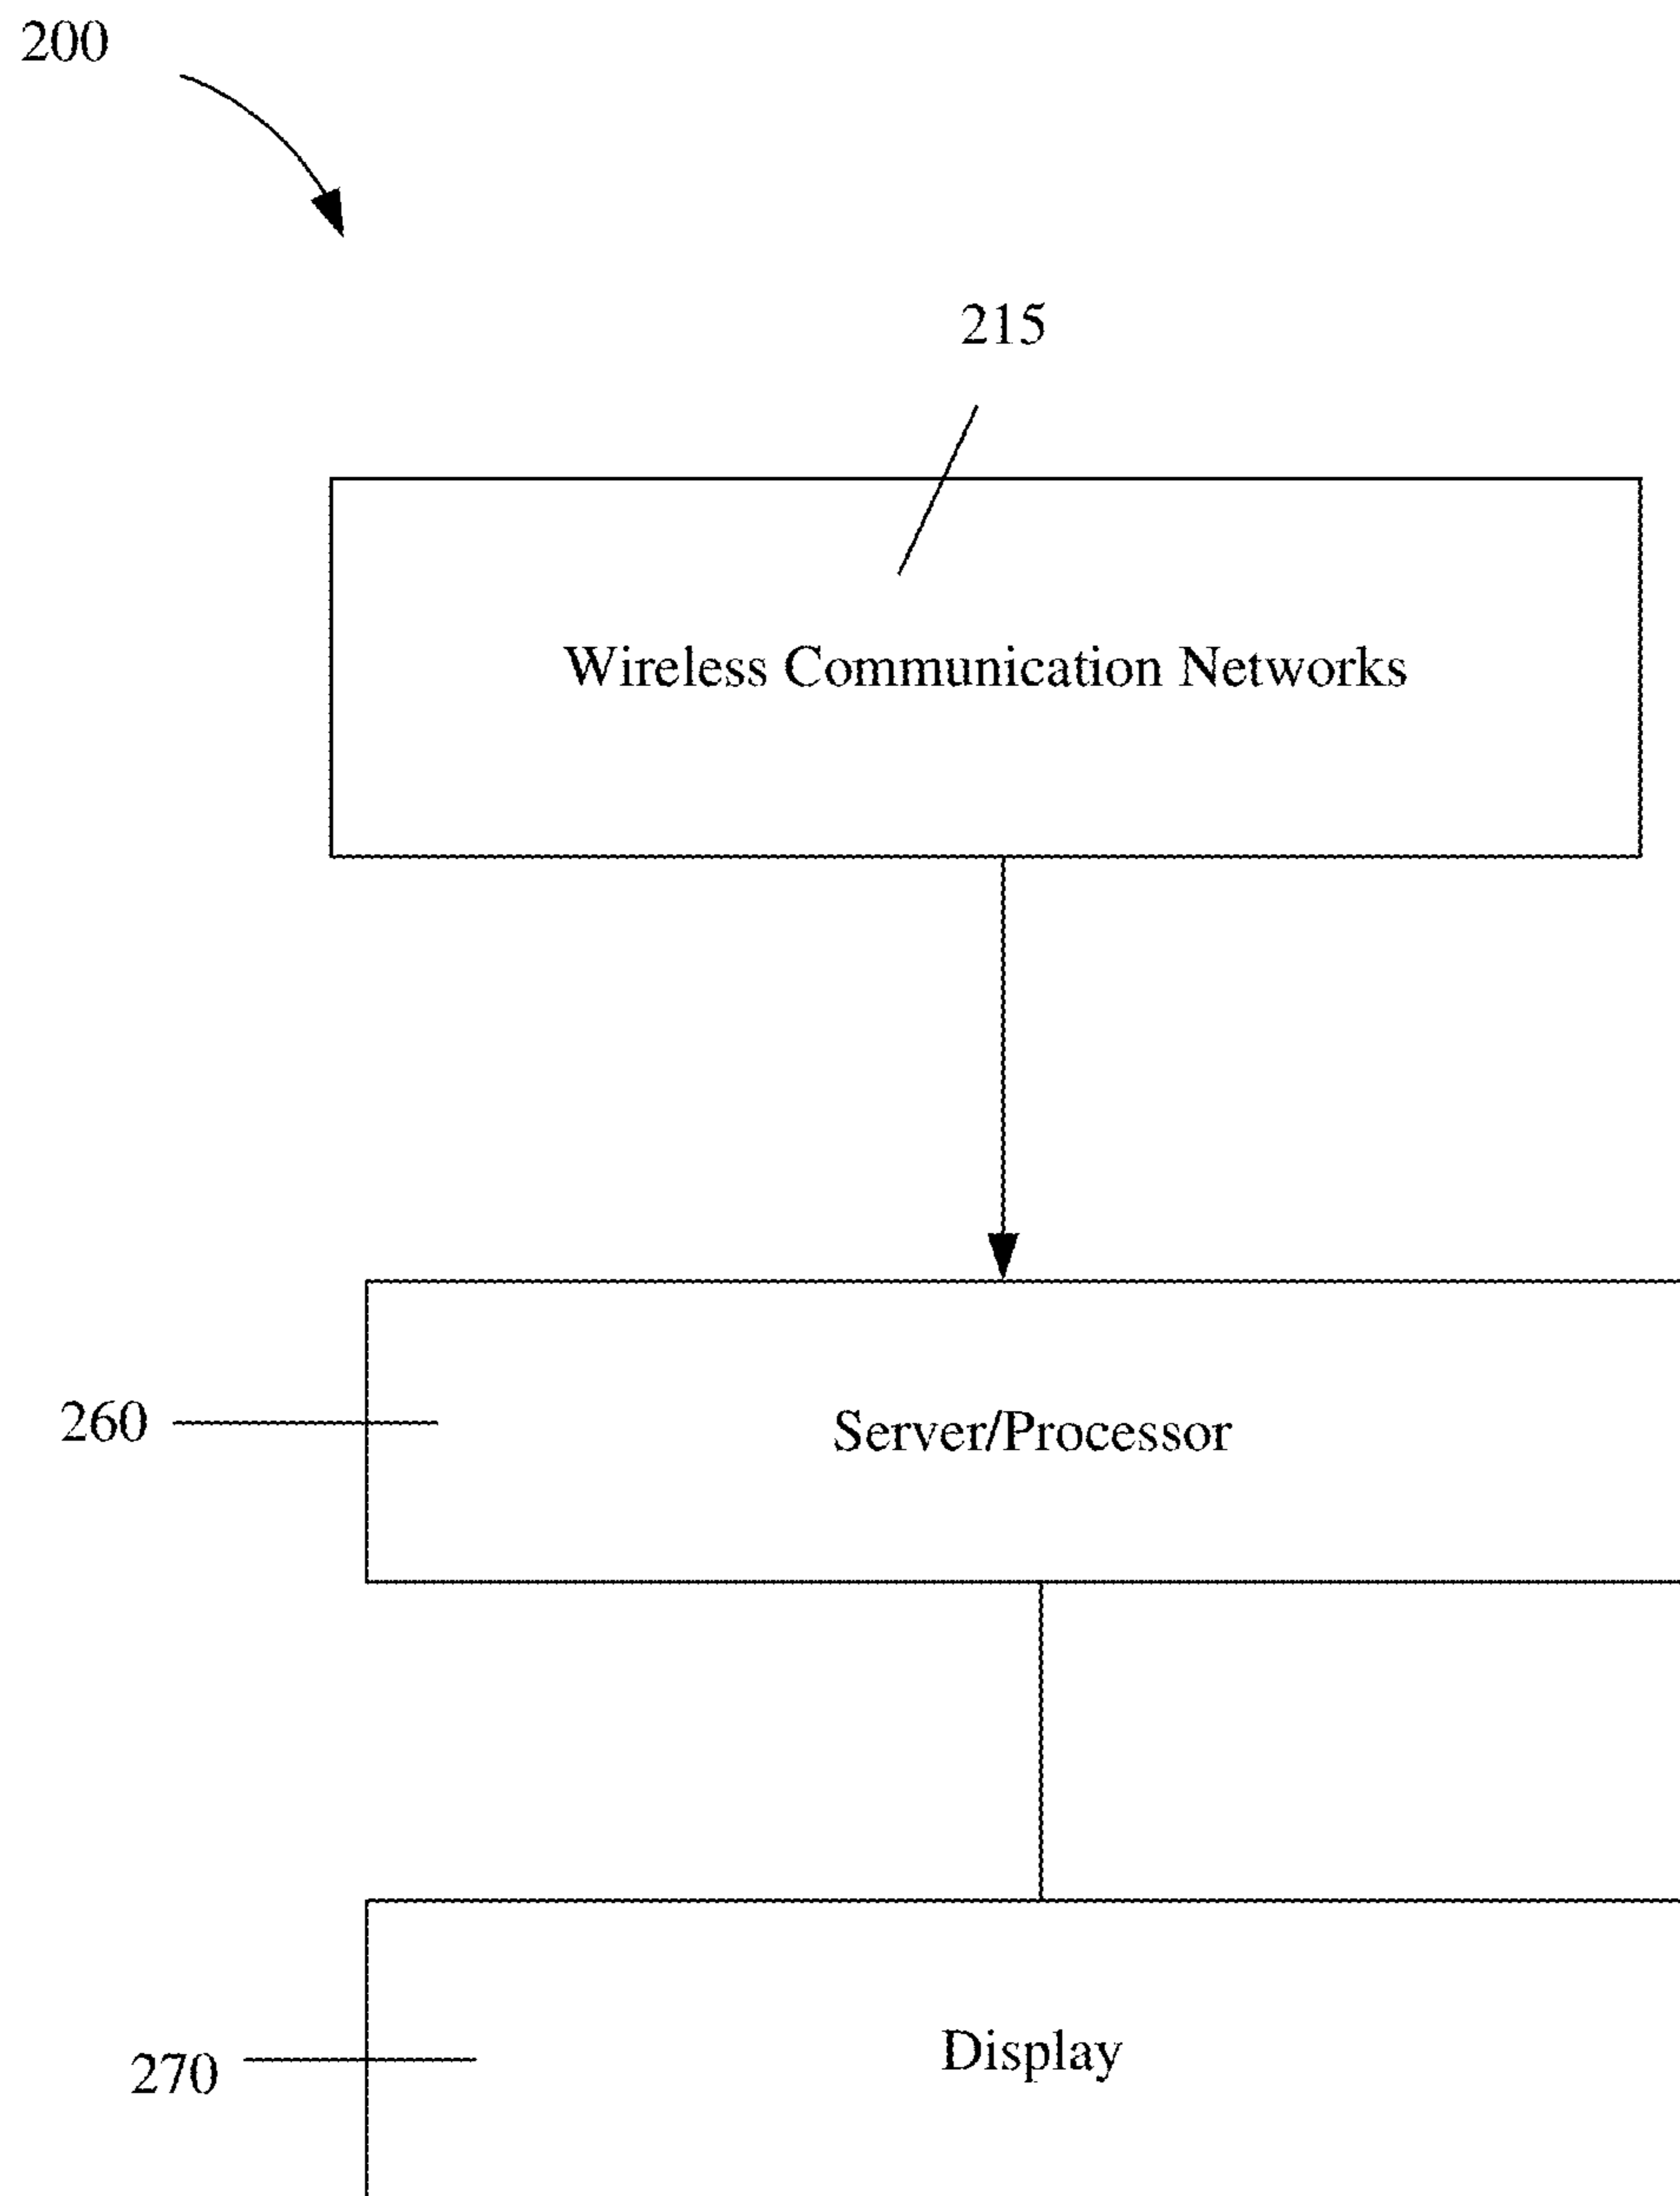 200
215
Wireless Communication Networks
260
Server/Processor
270
Display